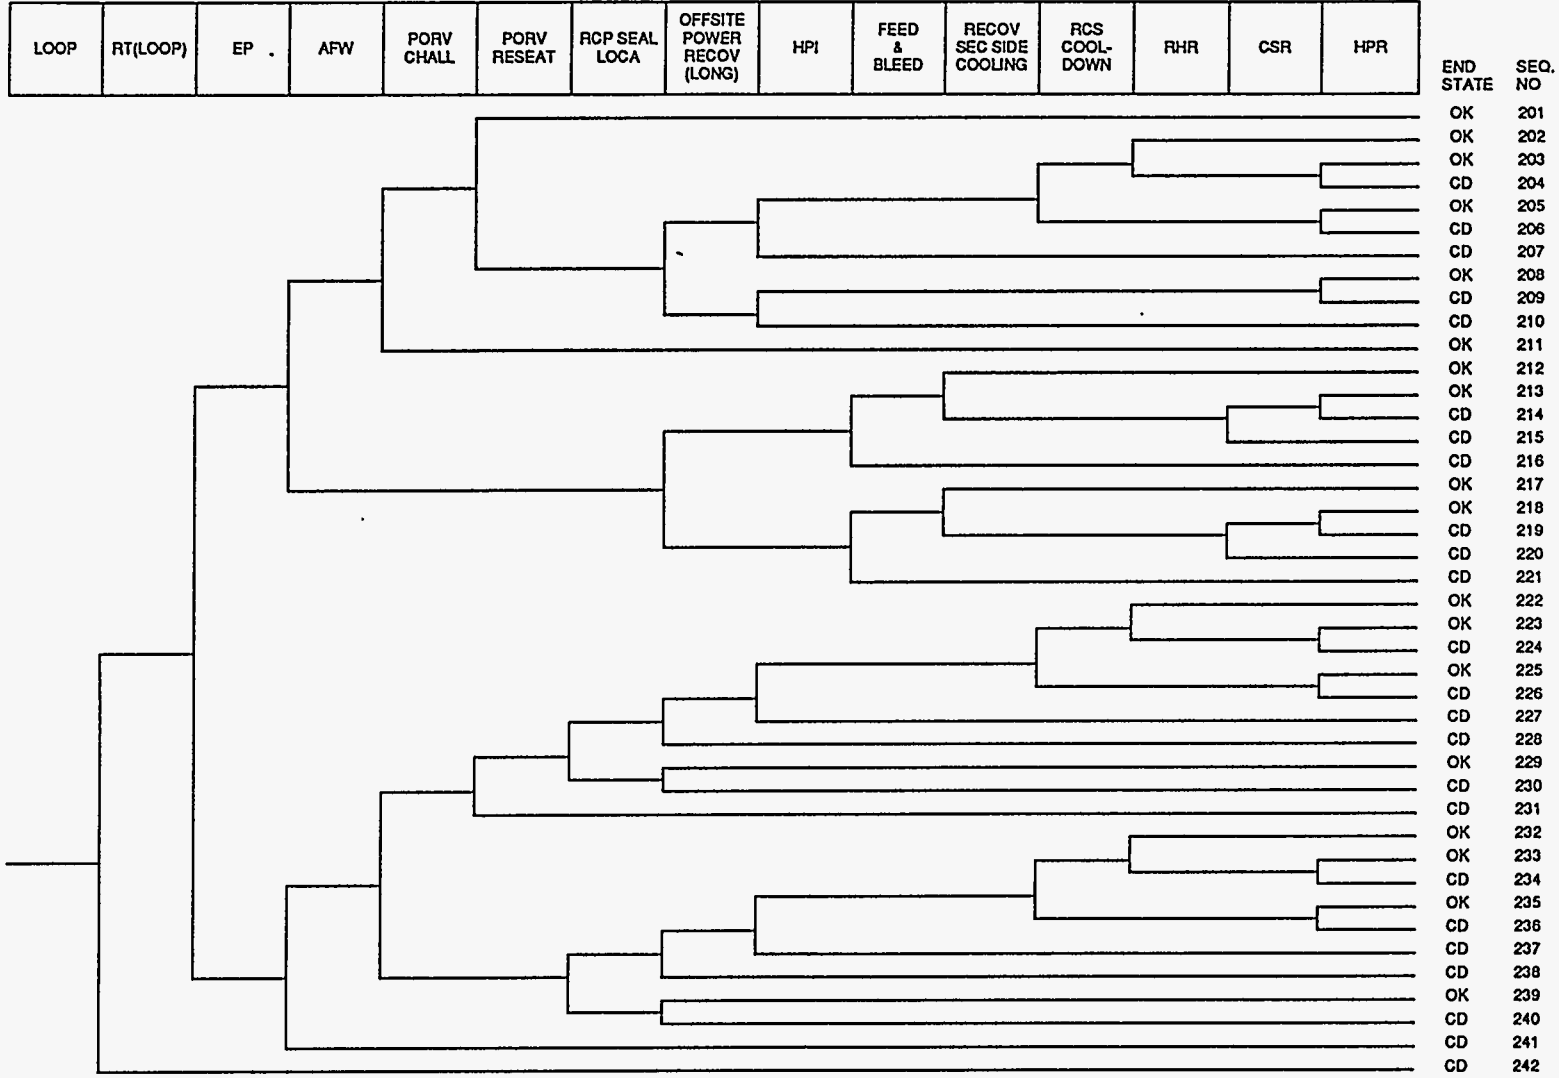 LOOP
RT(LOOP)
EP
AFW
PORV
CHALL
PORV
RESEAT
RCP SEAL
LOCA
OFFSITE
POWER
RECOV
(LONG)
HPI
FEED
&
BLEED
RECOV
SEC SIDE
COOLING
RCS
COOL-
DOWN
RHR
CSR
HPR
END
STATE
SEQ.
NO
OK 201
OK 202
OK 203
CD 204
OK 205
CD 206
CD 207
OK 208
CD 209
CD 210
OK 211
OK 212
OK 213
CD 214
CD 215
CD 216
OK 217
OK 218
CD 219
CD 220
CD 221
OK 222
OK 223
CD 224
OK 225
CD 226
CD 227
CD 228
OK 229
CD 230
CD 231
OK 232
OK 233
CD 234
OK 235
CD 236
CD 237
CD 238
OK 239
CD 240
CD 241
CD 242